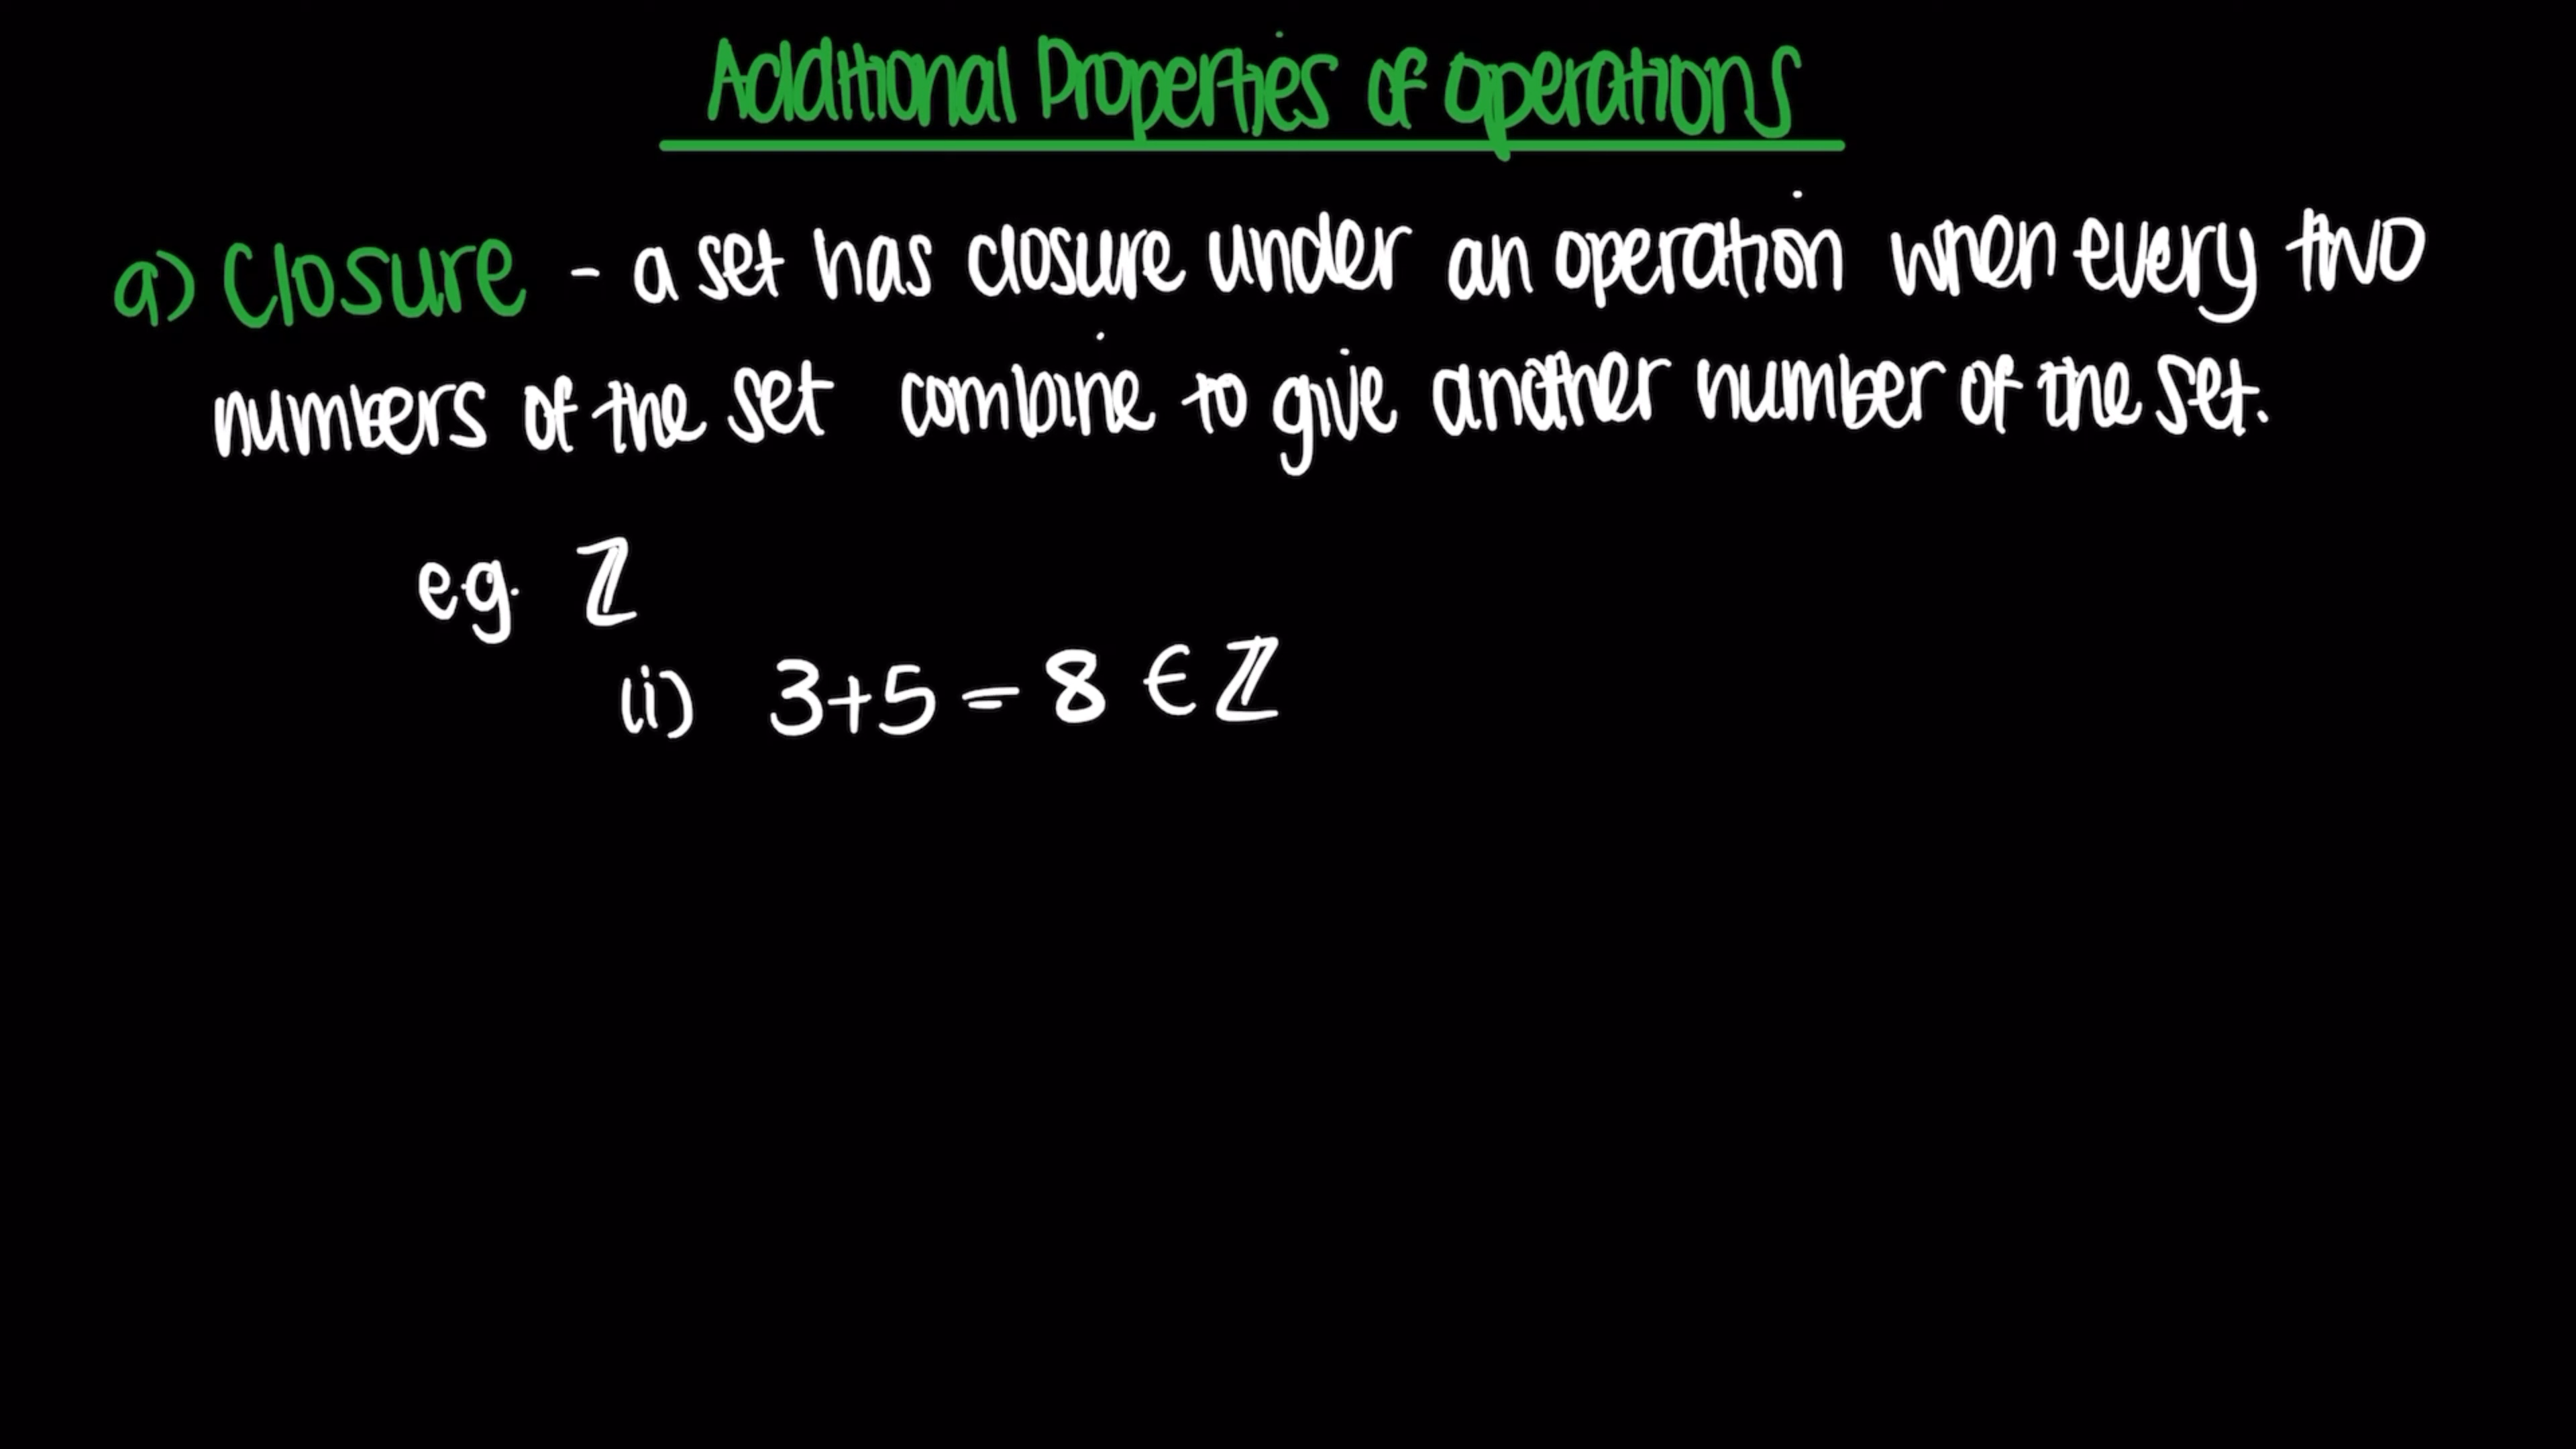 Additional Properties of operations
a) Closure - a set has closure under an operation when every two
numbers of the set combine to give another number of the set.
eg. ℤ
(i) 3+5 = 8 ∈ ℤ